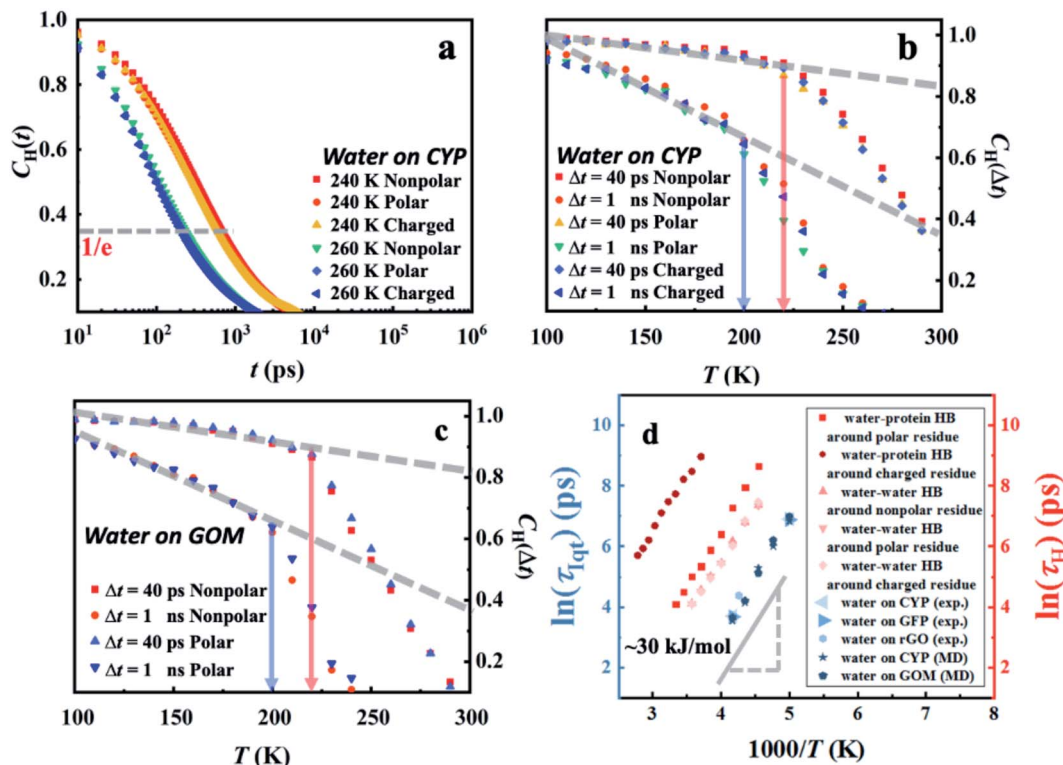 a
C_H(t)
1.0
0.8
0.6
0.4
0.2
1/e
Water on CYP
240 K Nonpolar
240 K Polar
240 K Charged
260 K Nonpolar
260 K Polar
260 K Charged
10^1 10^2 10^3 10^4 10^5 10^6
t (ps)
b
1.0
0.8
0.6
0.4
0.2
C_H(Δt)
Water on CYP
Δt = 40 ps Nonpolar
Δt = 1 ns Nonpolar
Δt = 40 ps Polar
Δt = 1 ns Polar
Δt = 40 ps Charged
Δt = 1 ns Charged
100 150 200 250 300
T (K)
c
1.0
0.8
0.6
0.4
0.2
C_H(Δt)
Water on GOM
Δt = 40 ps Nonpolar
Δt = 1 ns Nonpolar
Δt = 40 ps Polar
Δt = 1 ns Polar
100 150 200 250 300
T (K)
d
ln(τ_Iqt) (ps)
10
8
6
4
2
~30 kJ/mol
water-protein HB
around polar residue
water-protein HB
around charged residue
water-water HB
around nonpolar residue
water-water HB
around polar residue
water-water HB
around charged residue
water on CYP (exp.)
water on GFP (exp.)
water on rGO (exp.)
water on CYP (MD)
water on GOM (MD)
10
8
6
4
2
ln(τ_H) (ps)
3 4 5 6 7 8
1000/T (K)